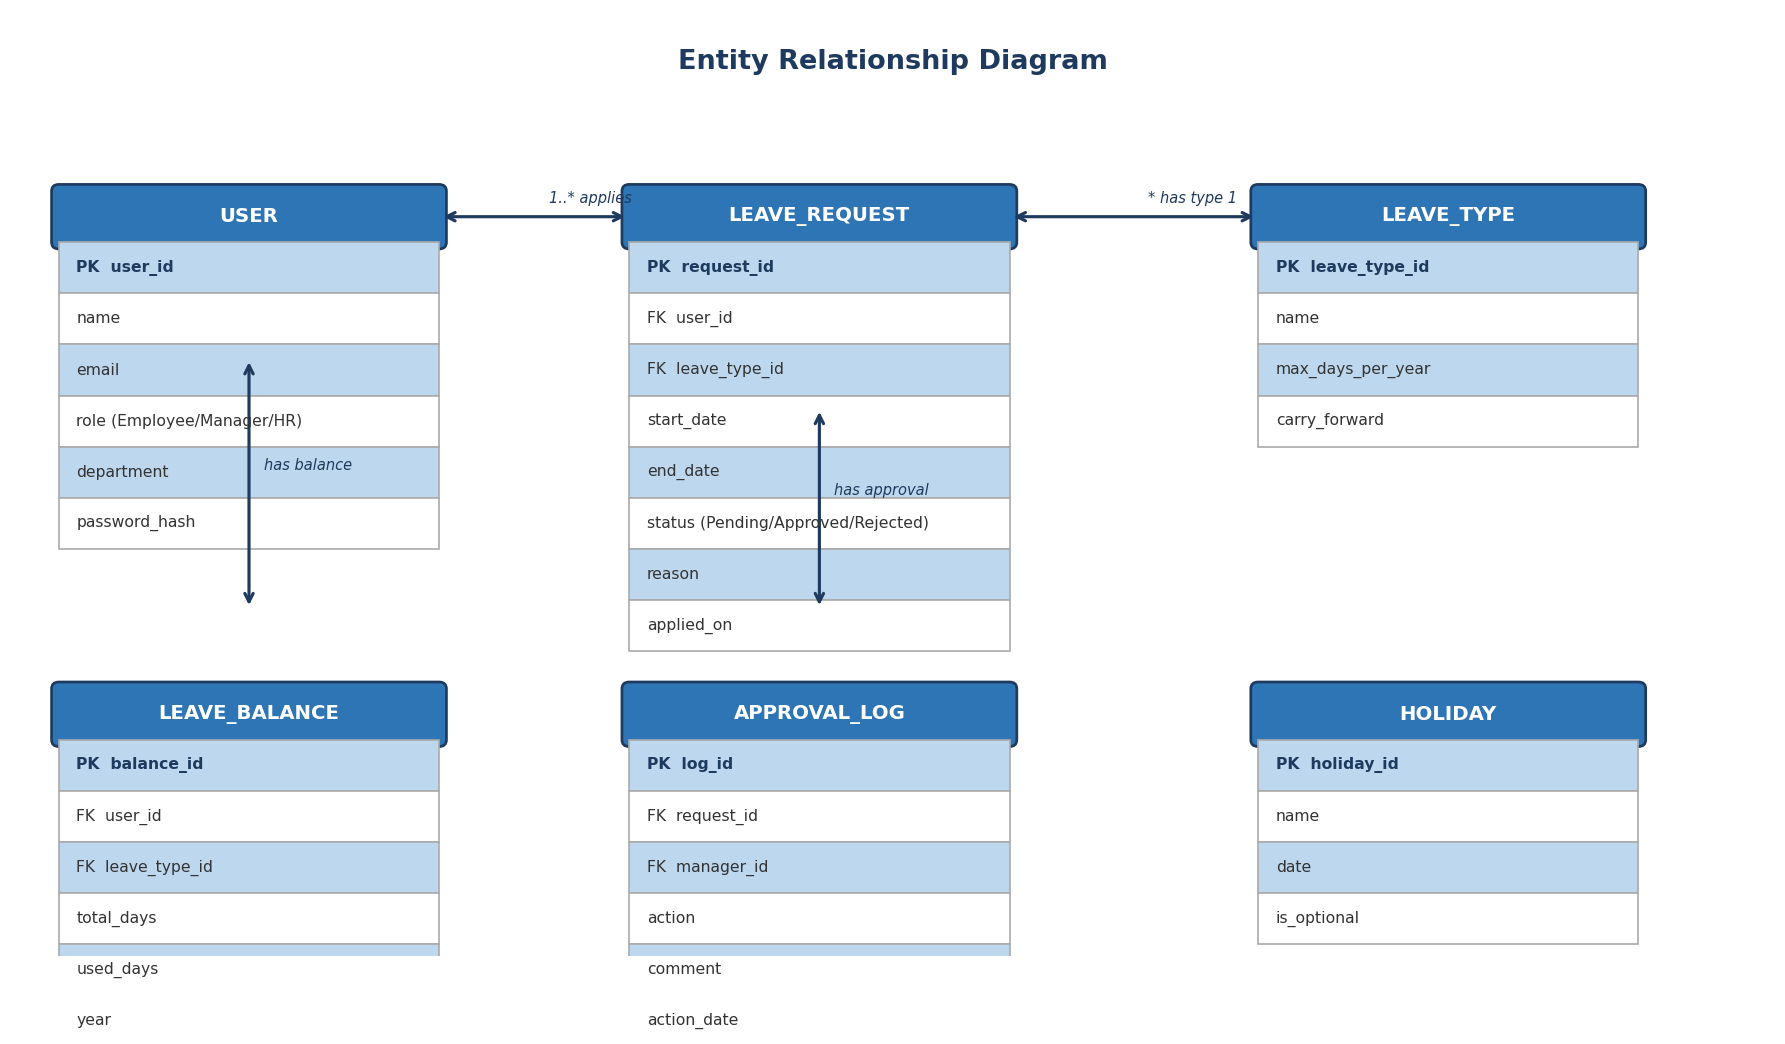 Entity Relationship Diagram
USER
PK  user_id
name
email
role (Employee/Manager/HR)
department
password_hash
has balance
1..* applies
LEAVE_REQUEST
PK  request_id
FK  user_id
FK  leave_type_id
start_date
end_date
status (Pending/Approved/Rejected)
reason
applied_on
has approval
* has type 1
LEAVE_TYPE
PK  leave_type_id
name
max_days_per_year
carry_forward
LEAVE_BALANCE
PK  balance_id
FK  user_id
FK  leave_type_id
total_days
used_days
year
APPROVAL_LOG
PK  log_id
FK  request_id
FK  manager_id
action
comment
action_date
HOLIDAY
PK  holiday_id
name
date
is_optional